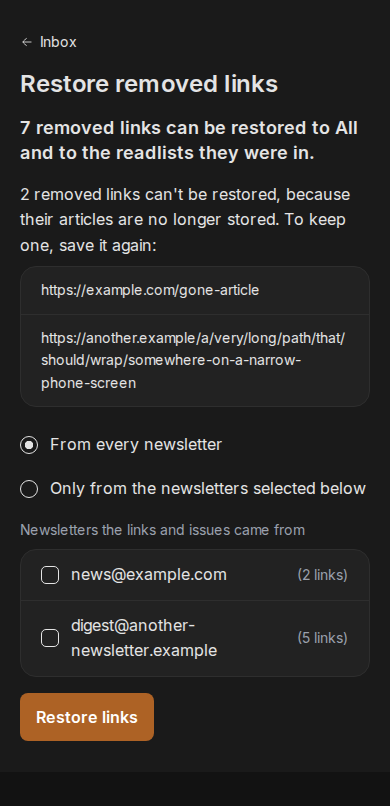 ← Inbox
Restore removed links
7 removed links can be restored to All
and to the readlists they were in.
2 removed links can't be restored, because
their articles are no longer stored. To keep
one, save it again:
https://example.com/gone-article
https://another.example/a/very/long/path/that/
should/wrap/somewhere-on-a-narrow-
phone-screen
From every newsletter
Only from the newsletters selected below
Newsletters the links and issues came from
news@example.com (2 links)
digest@another-
newsletter.example (5 links)
Restore links